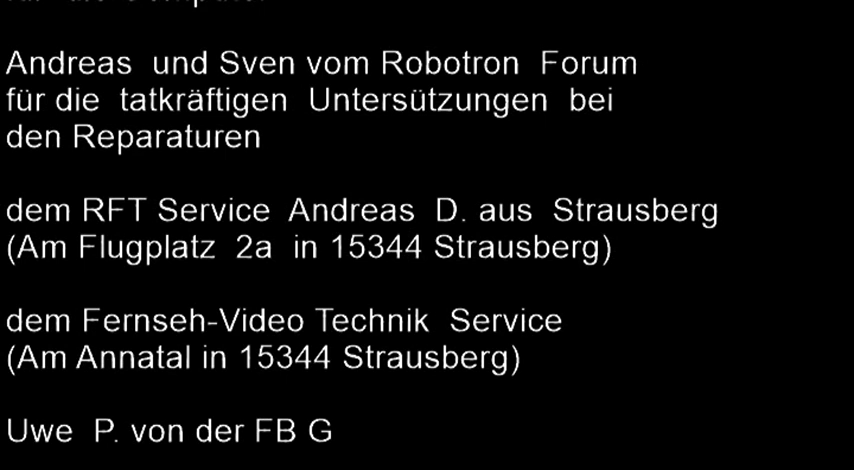 Andreas und Sven vom Robotron Forum
für die tatkräftigen Untersützungen bei
den Reparaturen
dem RFT Service Andreas D. aus Strausberg
(Am Flugplatz 2a in 15344 Strausberg)
dem Fernseh-Video Technik Service
(Am Annatal in 15344 Strausberg)
Uwe P. von der FB G